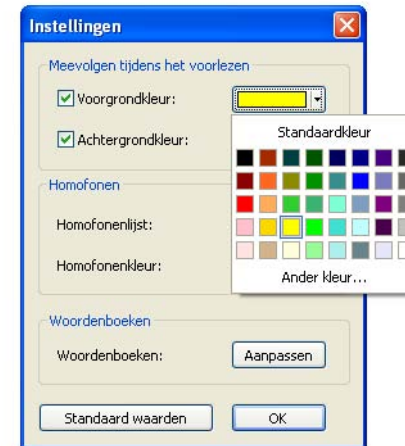 Instellingen
Meevolgen tijdens het voorlezen
Voorgrondkleur:
Standaardkleur
Achtergrondkleur:
Homofonen
Homofonenlijst:
Homofonenkleur:
Ander kleur...
Woordenboeken
Woordenboeken: Aanpassen
Standaard waarden OK